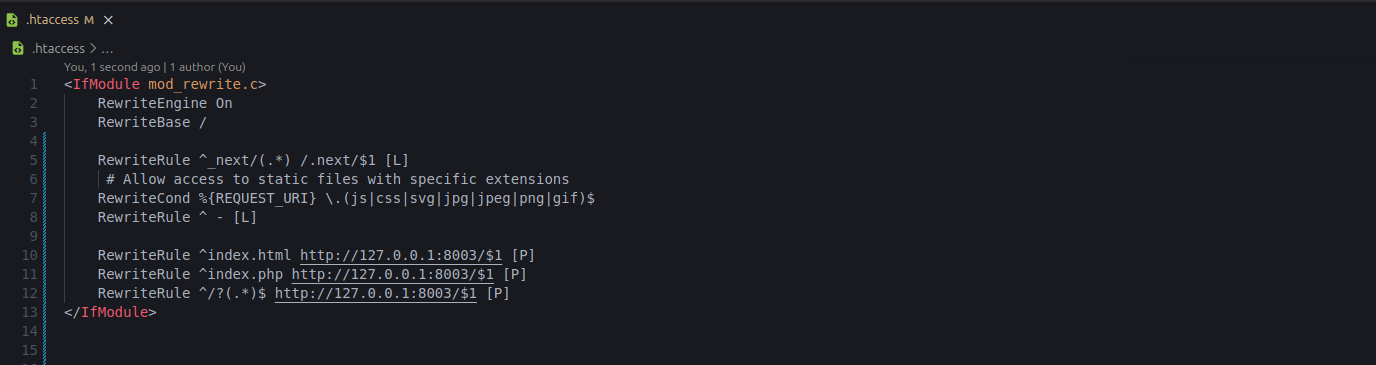 .htaccess M ×
.htaccess > ...
You, 1 second ago | 1 author (You)
1 <IfModule mod_rewrite.c>
2     RewriteEngine On
3     RewriteBase /
4
5     RewriteRule ^_next/(.*) /.next/$1 [L]
6      # Allow access to static files with specific extensions
7     RewriteCond %{REQUEST_URI} \.(js|css|svg|jpg|jpeg|png|gif)$
8     RewriteRule ^ - [L]
9
10     RewriteRule ^index.html http://127.0.0.1:8003/$1 [P]
11     RewriteRule ^index.php http://127.0.0.1:8003/$1 [P]
12     RewriteRule ^/?(.*)$ http://127.0.0.1:8003/$1 [P]
13 </IfModule>
14
15